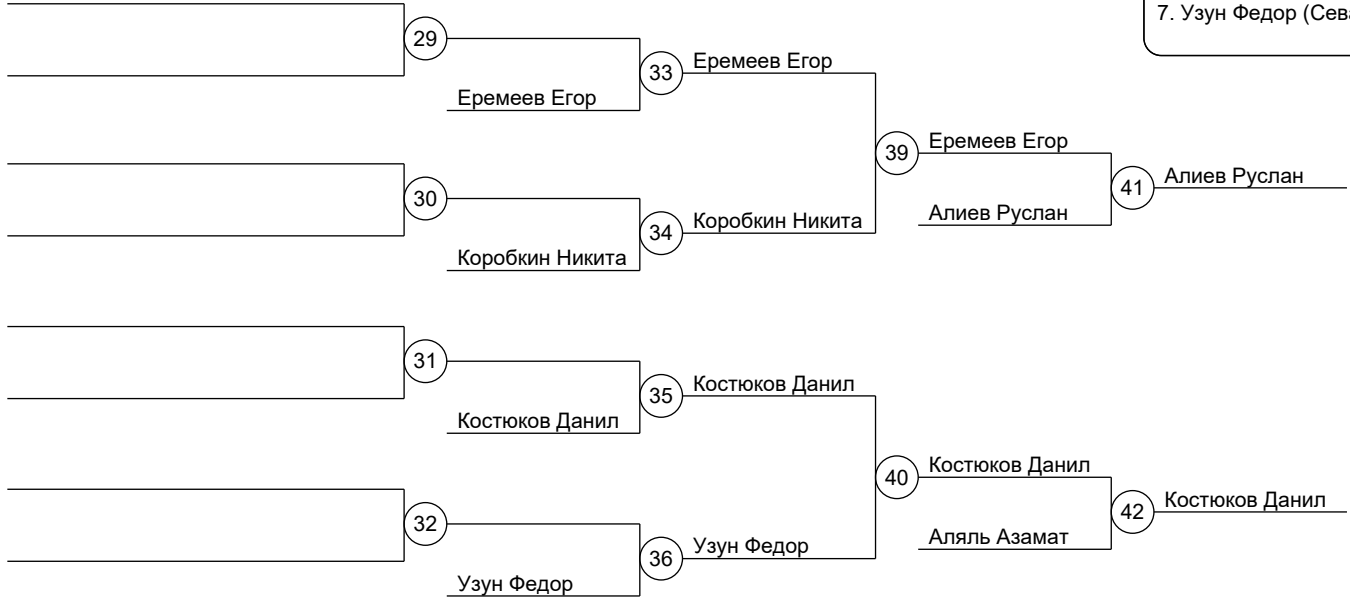 7. Узун Федор
29
33
Еремеев Егор
Еремеев Егор
39
Еремеев Егор
41
Алиев Руслан
30
34
Коробкин Никита
Алиев Руслан
Коробкин Никита
31
35
Костюков Данил
Костюков Данил
40
Костюков Данил
42
Костюков Данил
32
36
Узун Федор
Аляль Азамат
Узун Федор